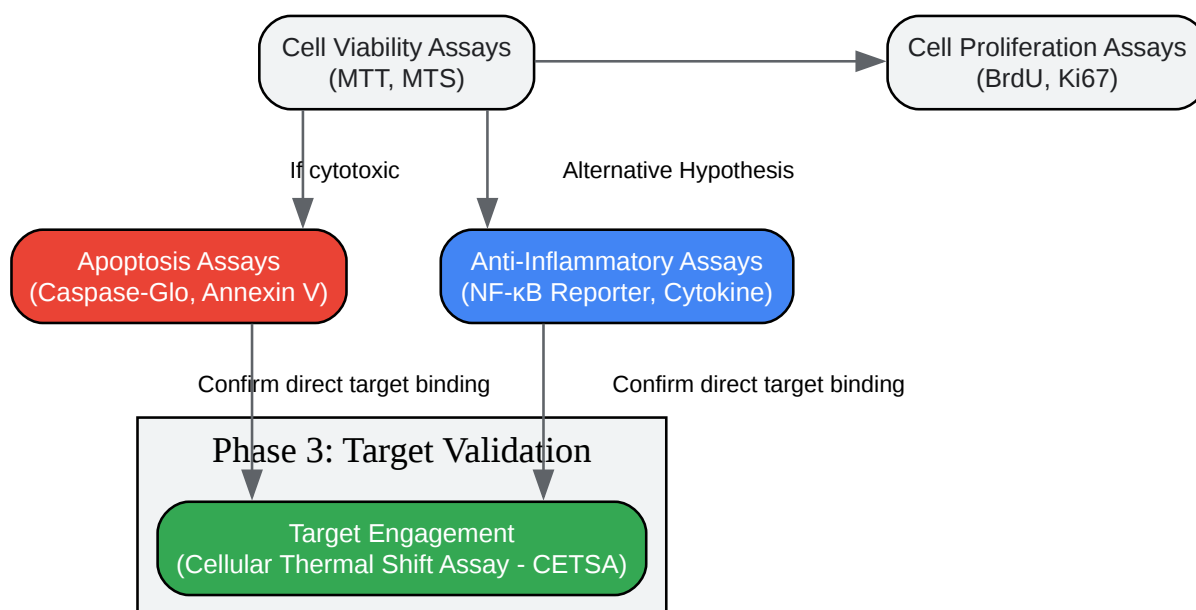 Cell Viability Assays
(MTT, MTS)
Cell Proliferation Assays
(BrdU, Ki67)
If cytotoxic
Alternative Hypothesis
Apoptosis Assays
(Caspase-Glo, Annexin V)
Anti-Inflammatory Assays
(NF-κB Reporter, Cytokine)
Confirm direct target binding
Confirm direct target binding
Phase 3: Target Validation
Target Engagement
(Cellular Thermal Shift Assay - CETSA)